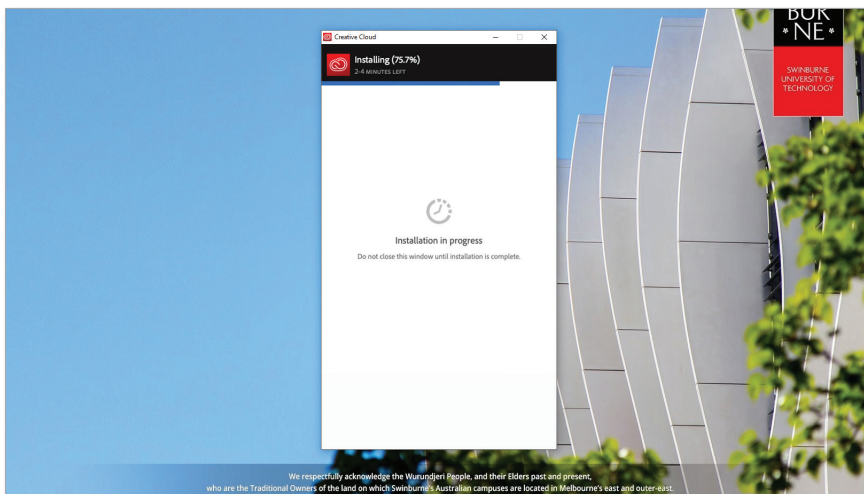 Creative Cloud
Installing (75.7%)
2-4 MINUTES LEFT
Installation in progress
Do not close this window until installation is complete.
BUR
* NE *
SWINBURNE
UNIVERSITY OF
TECHNOLOGY
We respectfully acknowledge the Wurundjeri People, and their Elders past and present,
who are the Traditional Owners of the land on which Swinburne's Australian campuses are located in Melbourne's east and outer-east.